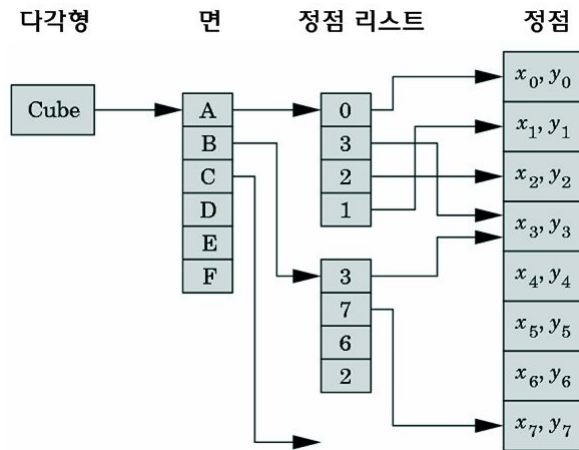 다각형 면 정점 리스트 정점
Cube
A
B
C
D
E
F
0
3
2
1
3
7
6
2
x₀, y₀
x₁, y₁
x₂, y₂
x₃, y₃
x₄, y₄
x₅, y₅
x₆, y₆
x₇, y₇